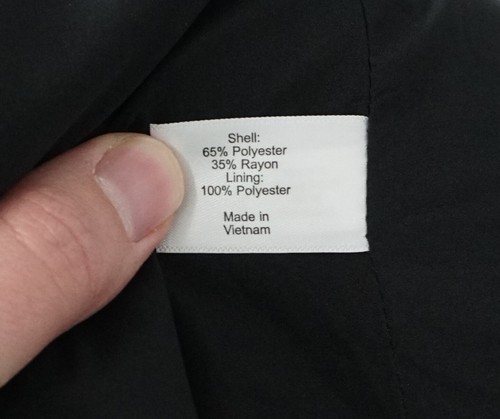 Shell:
65% Polyester
35% Rayon
Lining:
100% Polyester
Made in
Vietnam